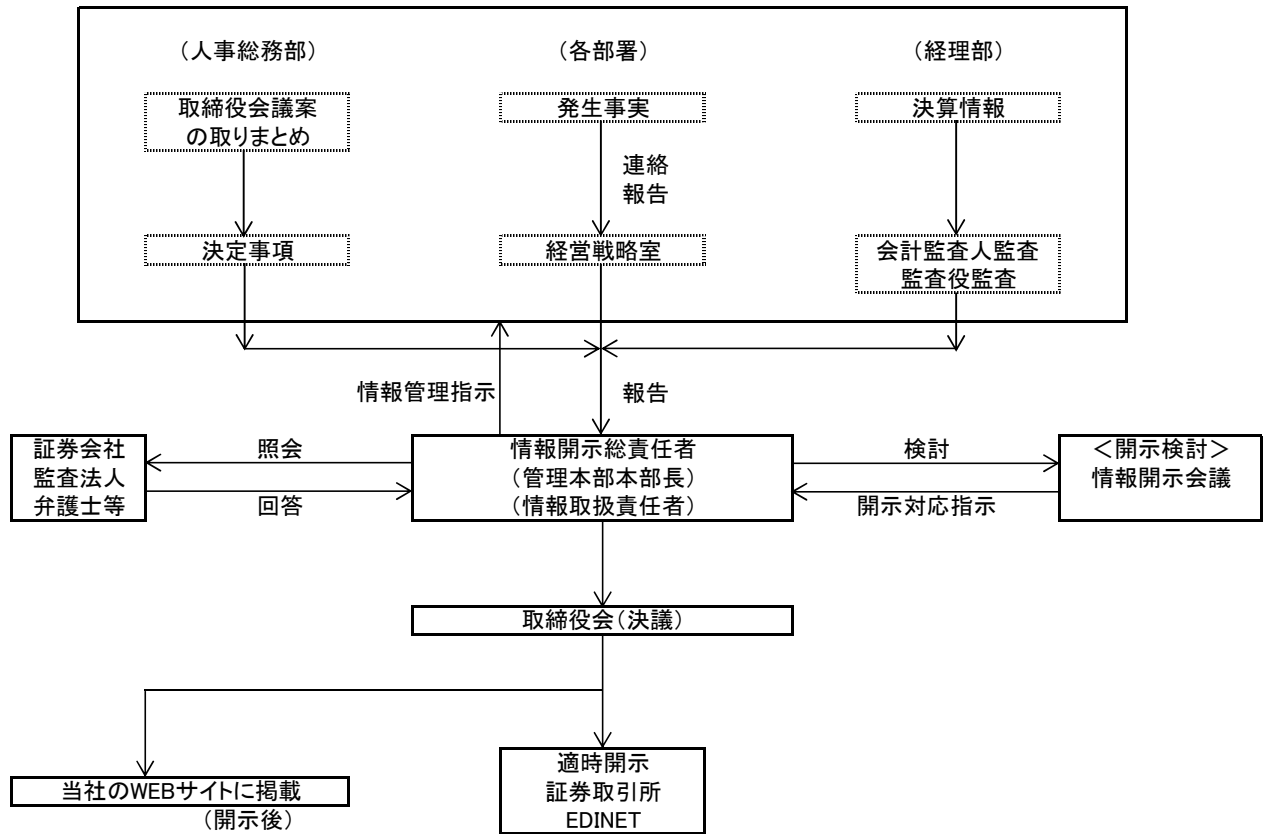 （人事総務部）
（各部署）
（経理部）
取締役会議案
の取りまとめ
発生事実
決算情報
連絡
報告
決定事項
経営戦略室
会計監査人監査
監査役監査
情報管理指示
報告
証券会社
監査法人
弁護士等
照会
回答
情報開示総責任者
（管理本部本部長）
（情報取扱責任者）
検討
開示対応指示
＜開示検討＞
情報開示会議
取締役会（決議）
当社のWEBサイトに掲載
（開示後）
適時開示
証券取引所
EDINET